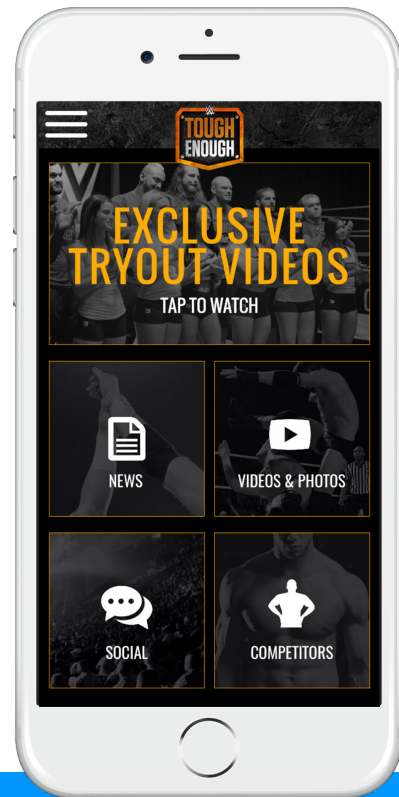 TOUGH
ENOUGH
EXCLUSIVE
TRYOUT VIDEOS
TAP TO WATCH
NEWS
VIDEOS & PHOTOS
SOCIAL
COMPETITORS